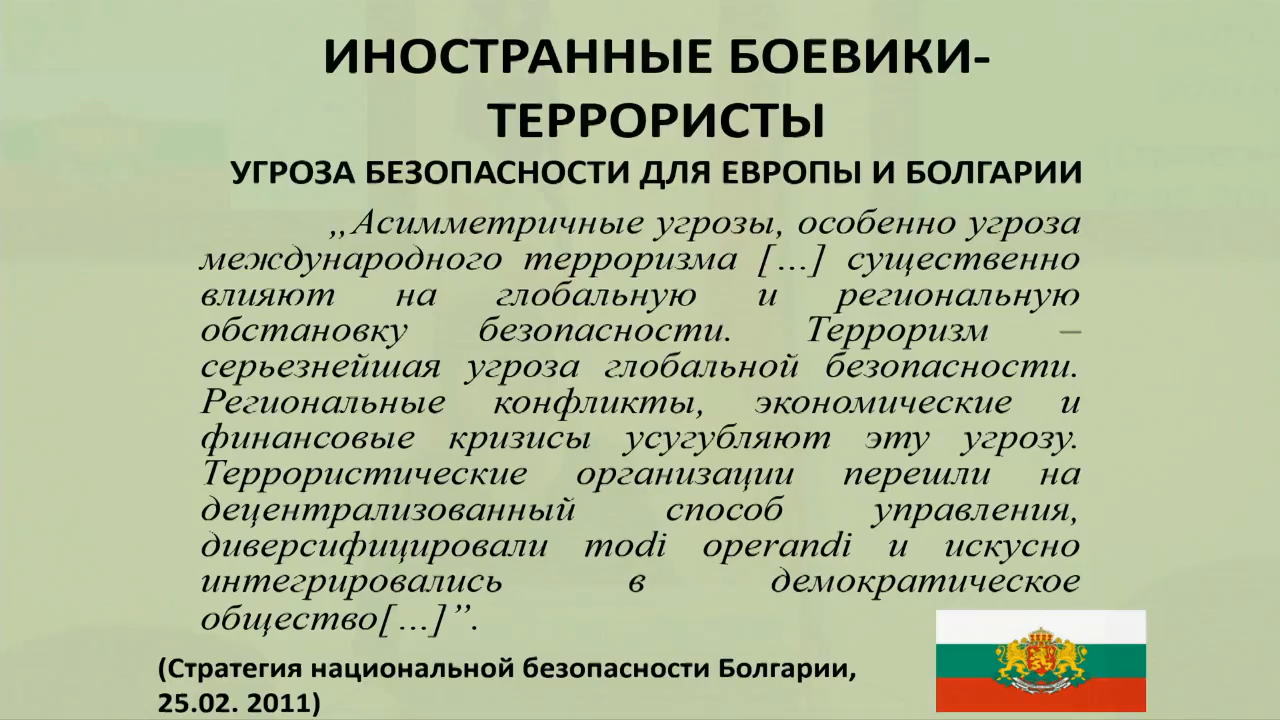 ИНОСТРАННЫЕ БОЕВИКИ-
ТЕРРОРИСТЫ
УГРОЗА БЕЗОПАСНОСТИ ДЛЯ ЕВРОПЫ И БОЛГАРИИ
„Асимметричные угрозы, особенно угроза
международного терроризма [...] существенно
влияют на глобальную и региональную
обстановку безопасности. Терроризм –
серьезнейшая угроза глобальной безопасности.
Региональные конфликты, экономические и
финансовые кризисы усугубляют эту угрозу.
Террористические организации перешли на
децентрализованный способ управления,
диверсифицировали modi operandi и искусно
интегрировались в демократическое
общество[...]”.
(Стратегия национальной безопасности Болгарии,
25.02. 2011)